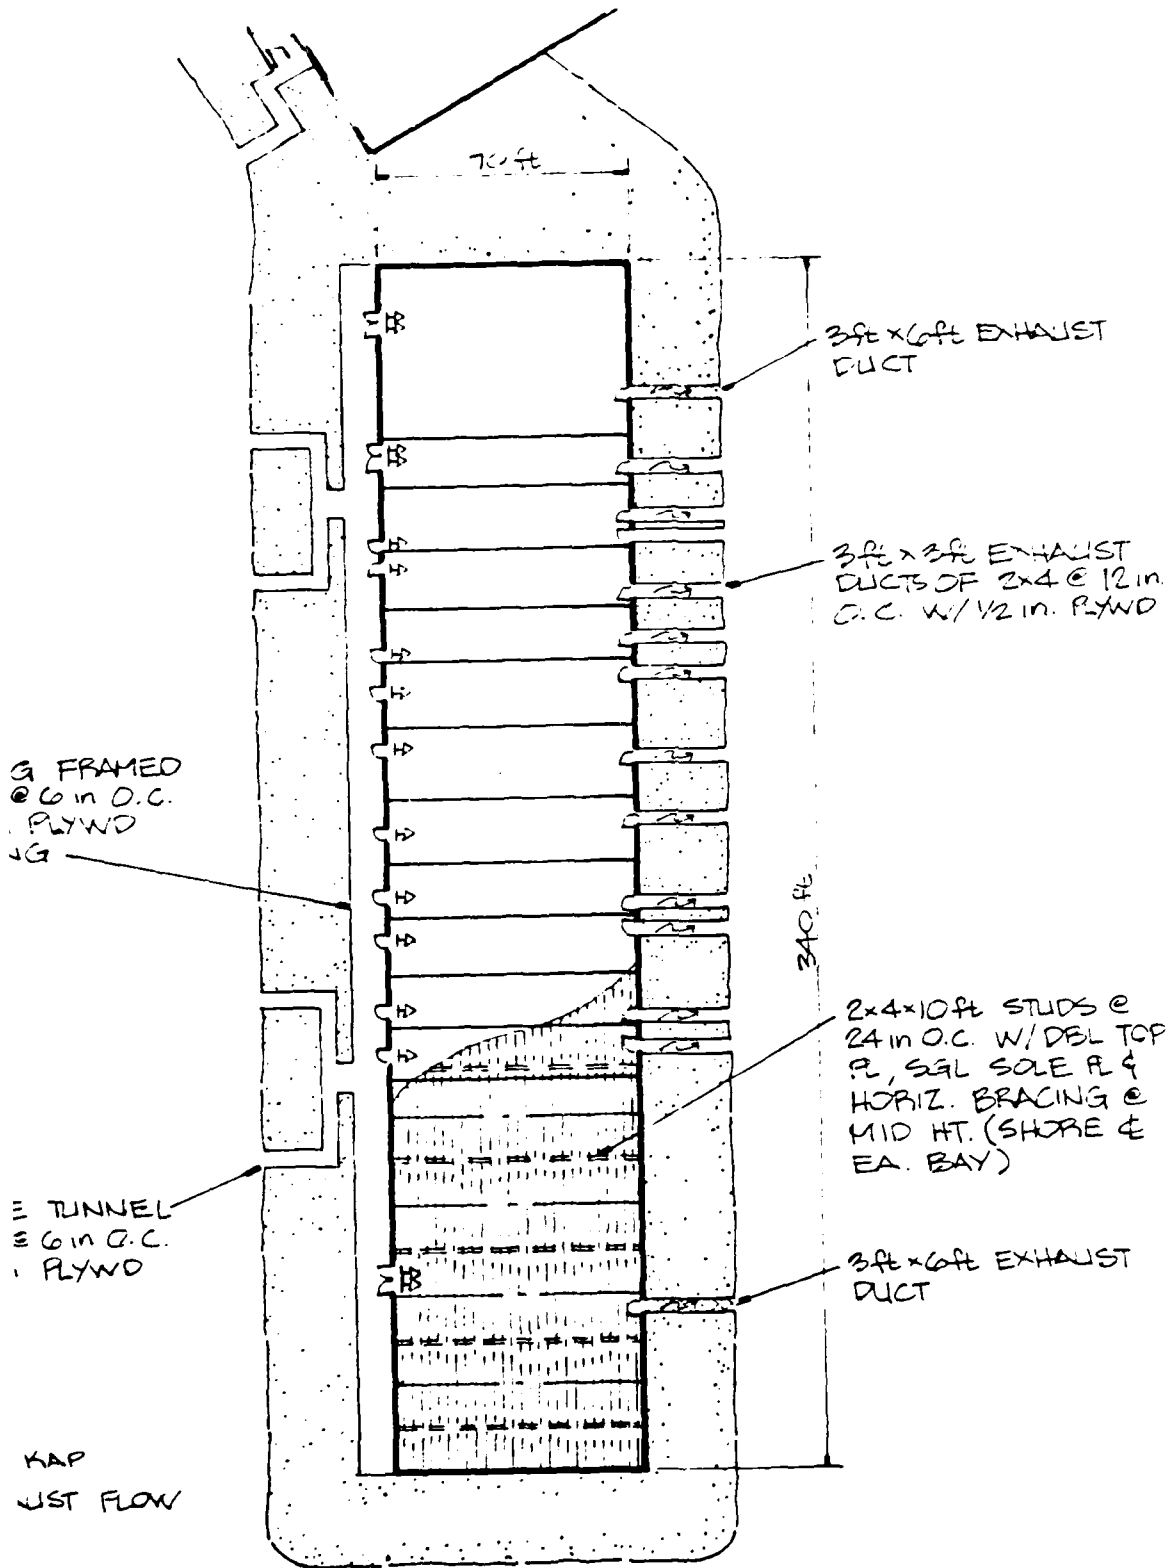 70 ft
3ft x 6ft EXHAUST
DUCT
3ft x 3ft EXHAUST
DUCTS OF 2x4 @ 12 in.
O.C. W/ 1/2 in. PLYWD
G FRAMED
@ 6 in O.C.
PLYWD
NG
340 ft
2x4x10ft STUDS @
24 in O.C. W/ DBL TOP
PL, SGL SOLE PL &
HORIZ. BRACING @
MID HT. (SHORE &
EA. BAY)
E TUNNEL
E 6 in O.C.
PLYWD
3ft x 6ft EXHAUST
DUCT
KAP
UST FLOW